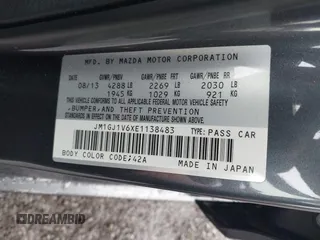 MFD. BY MAZDA MOTOR CORPORATION
DATE GVWR/PNBV GAWR/PNBE FR GAWR/PNBE RR
08/13 4288 LB 2269 LB 2030 LB
1945 KG 1029 KG 921 KG
THIS VEHICLE CONFORMS TO ALL APPLICABLE FEDERAL MOTOR VEHICLE SAFETY,
BUMPER, AND THEFT PREVENTION
STANDARDS IN EFFECT ON THE DATE OF MANUFACTURE SHOWN ABOVE.
JM1GJ1V6XE1138483 TYPE: PASS CAR
BODY COLOR CODE; 42A
MADE IN JAPAN
DREAMBID